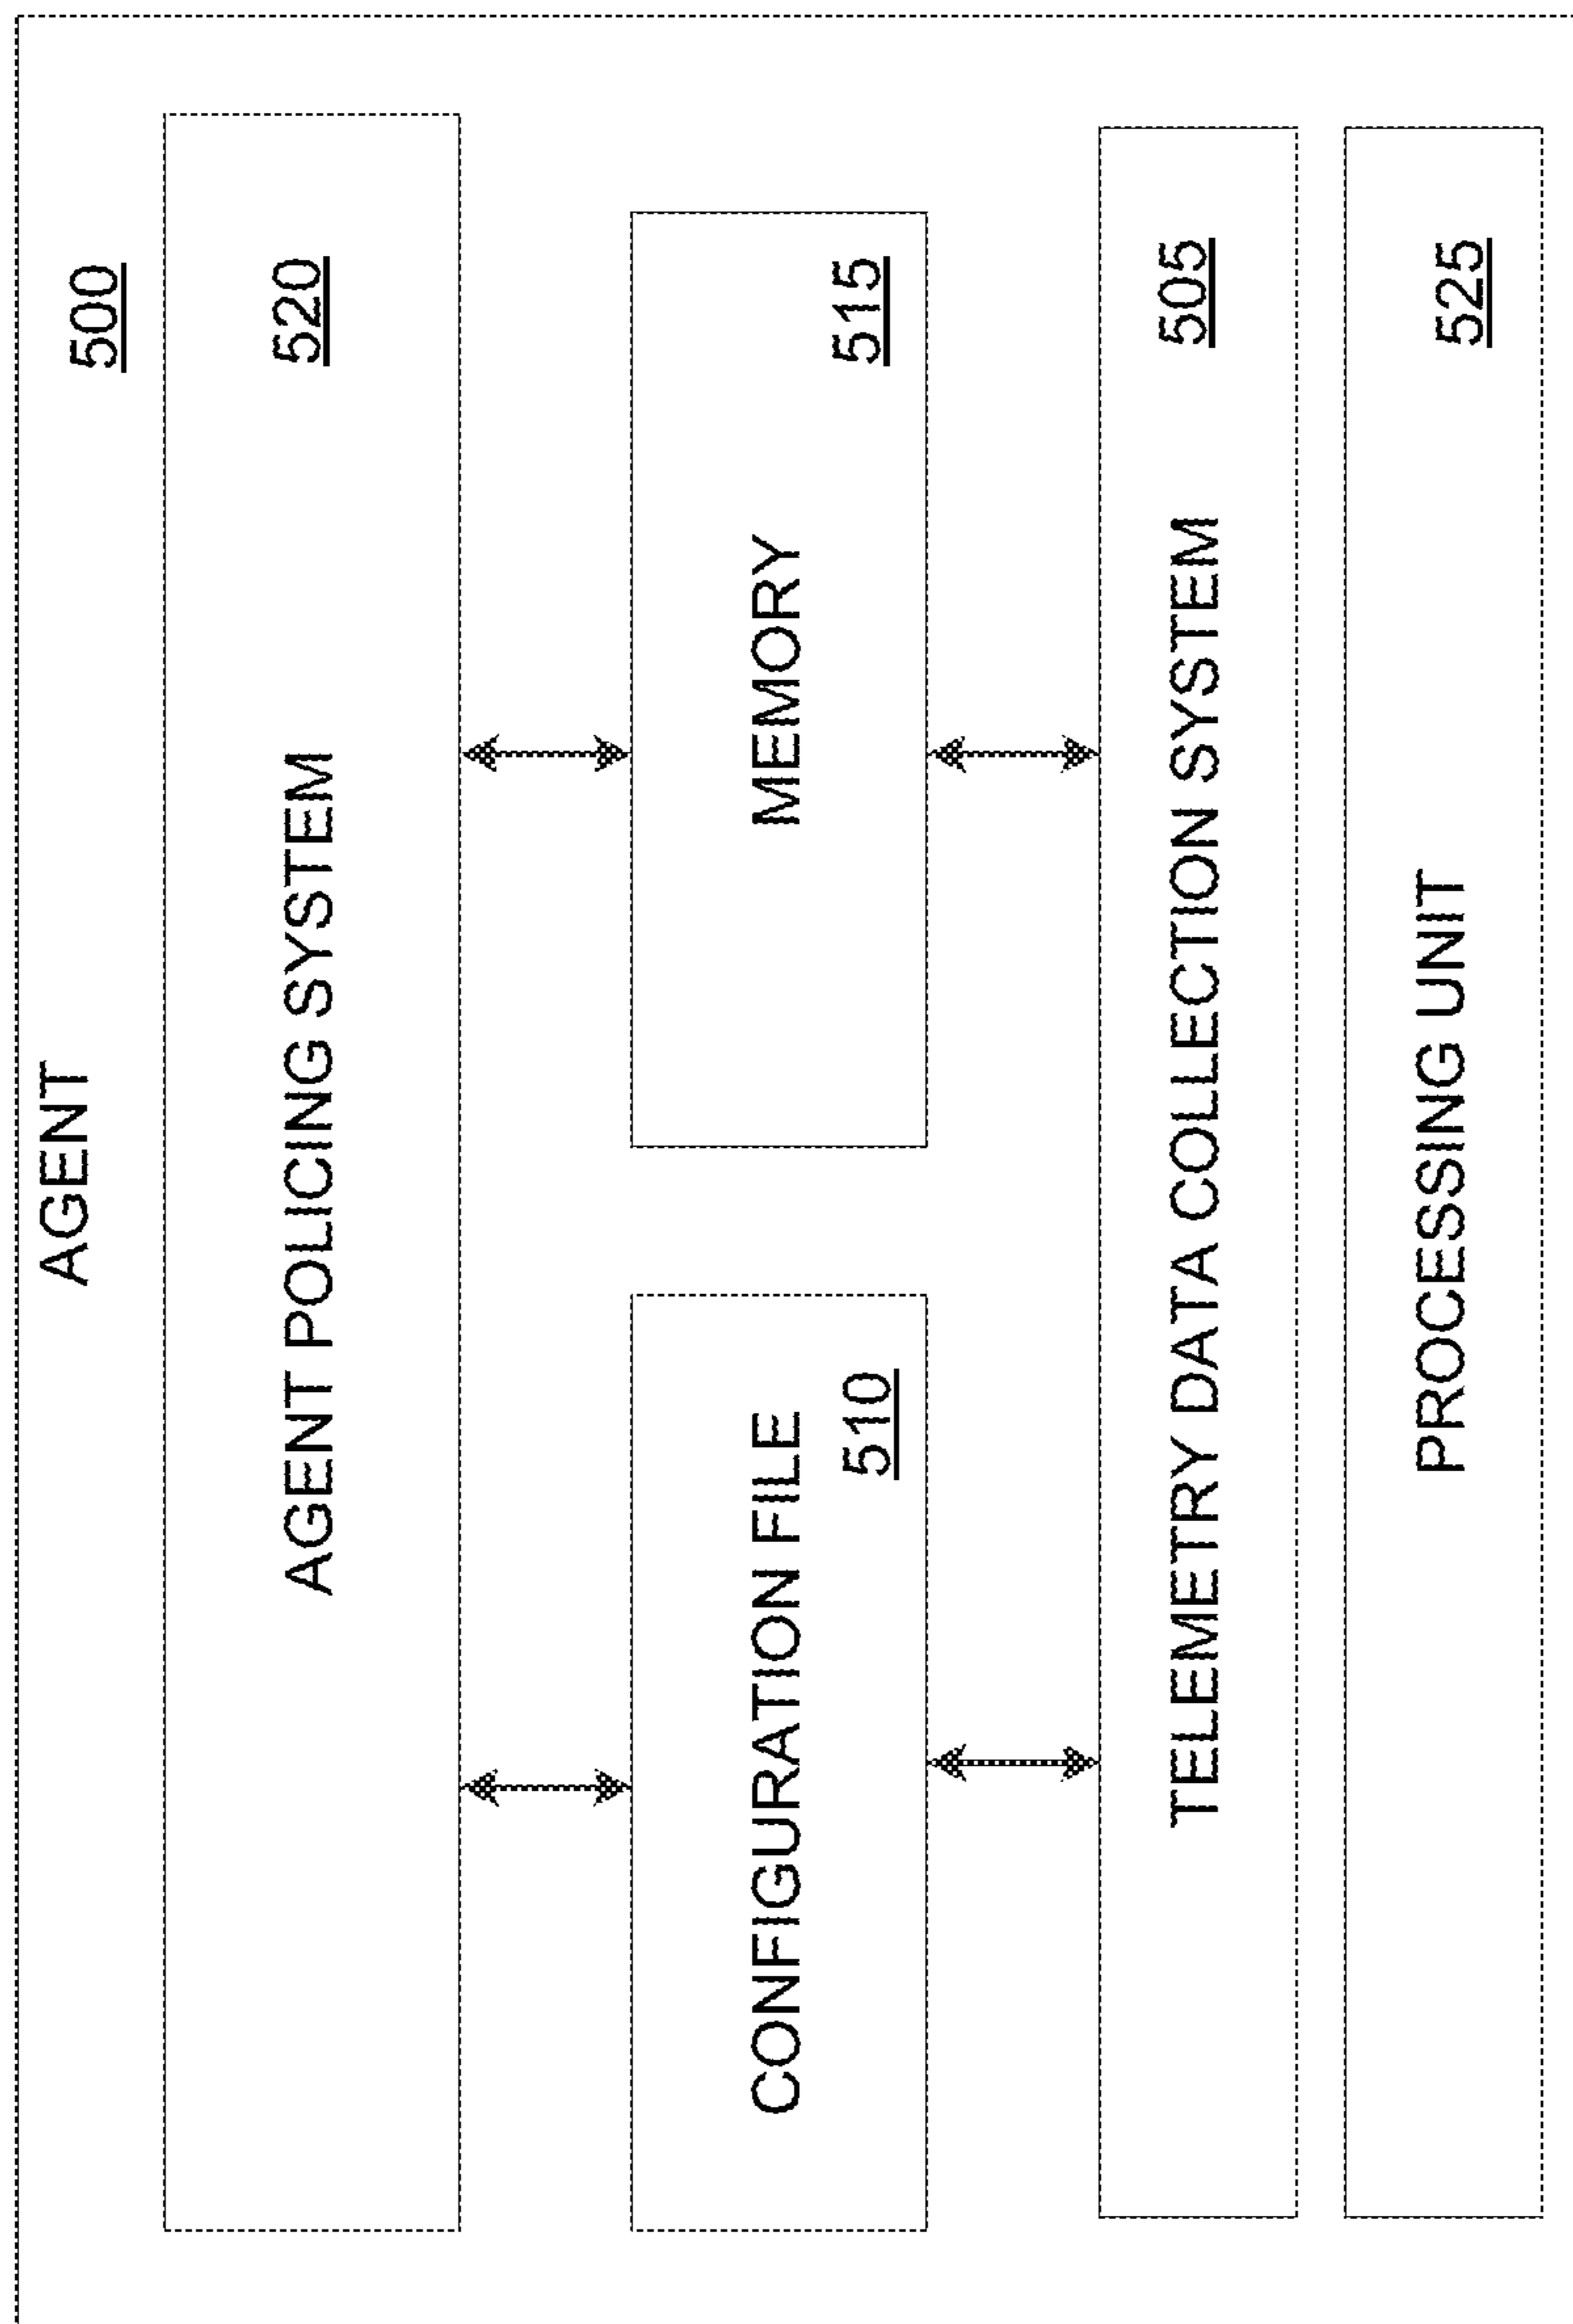 AGENT
500
AGENT POLICING SYSTEM
520
CONFIGURATION FILE
510
MEMORY
515
TELEMETRY DATA COLLECTION SYSTEM
505
PROCESSING UNIT
525